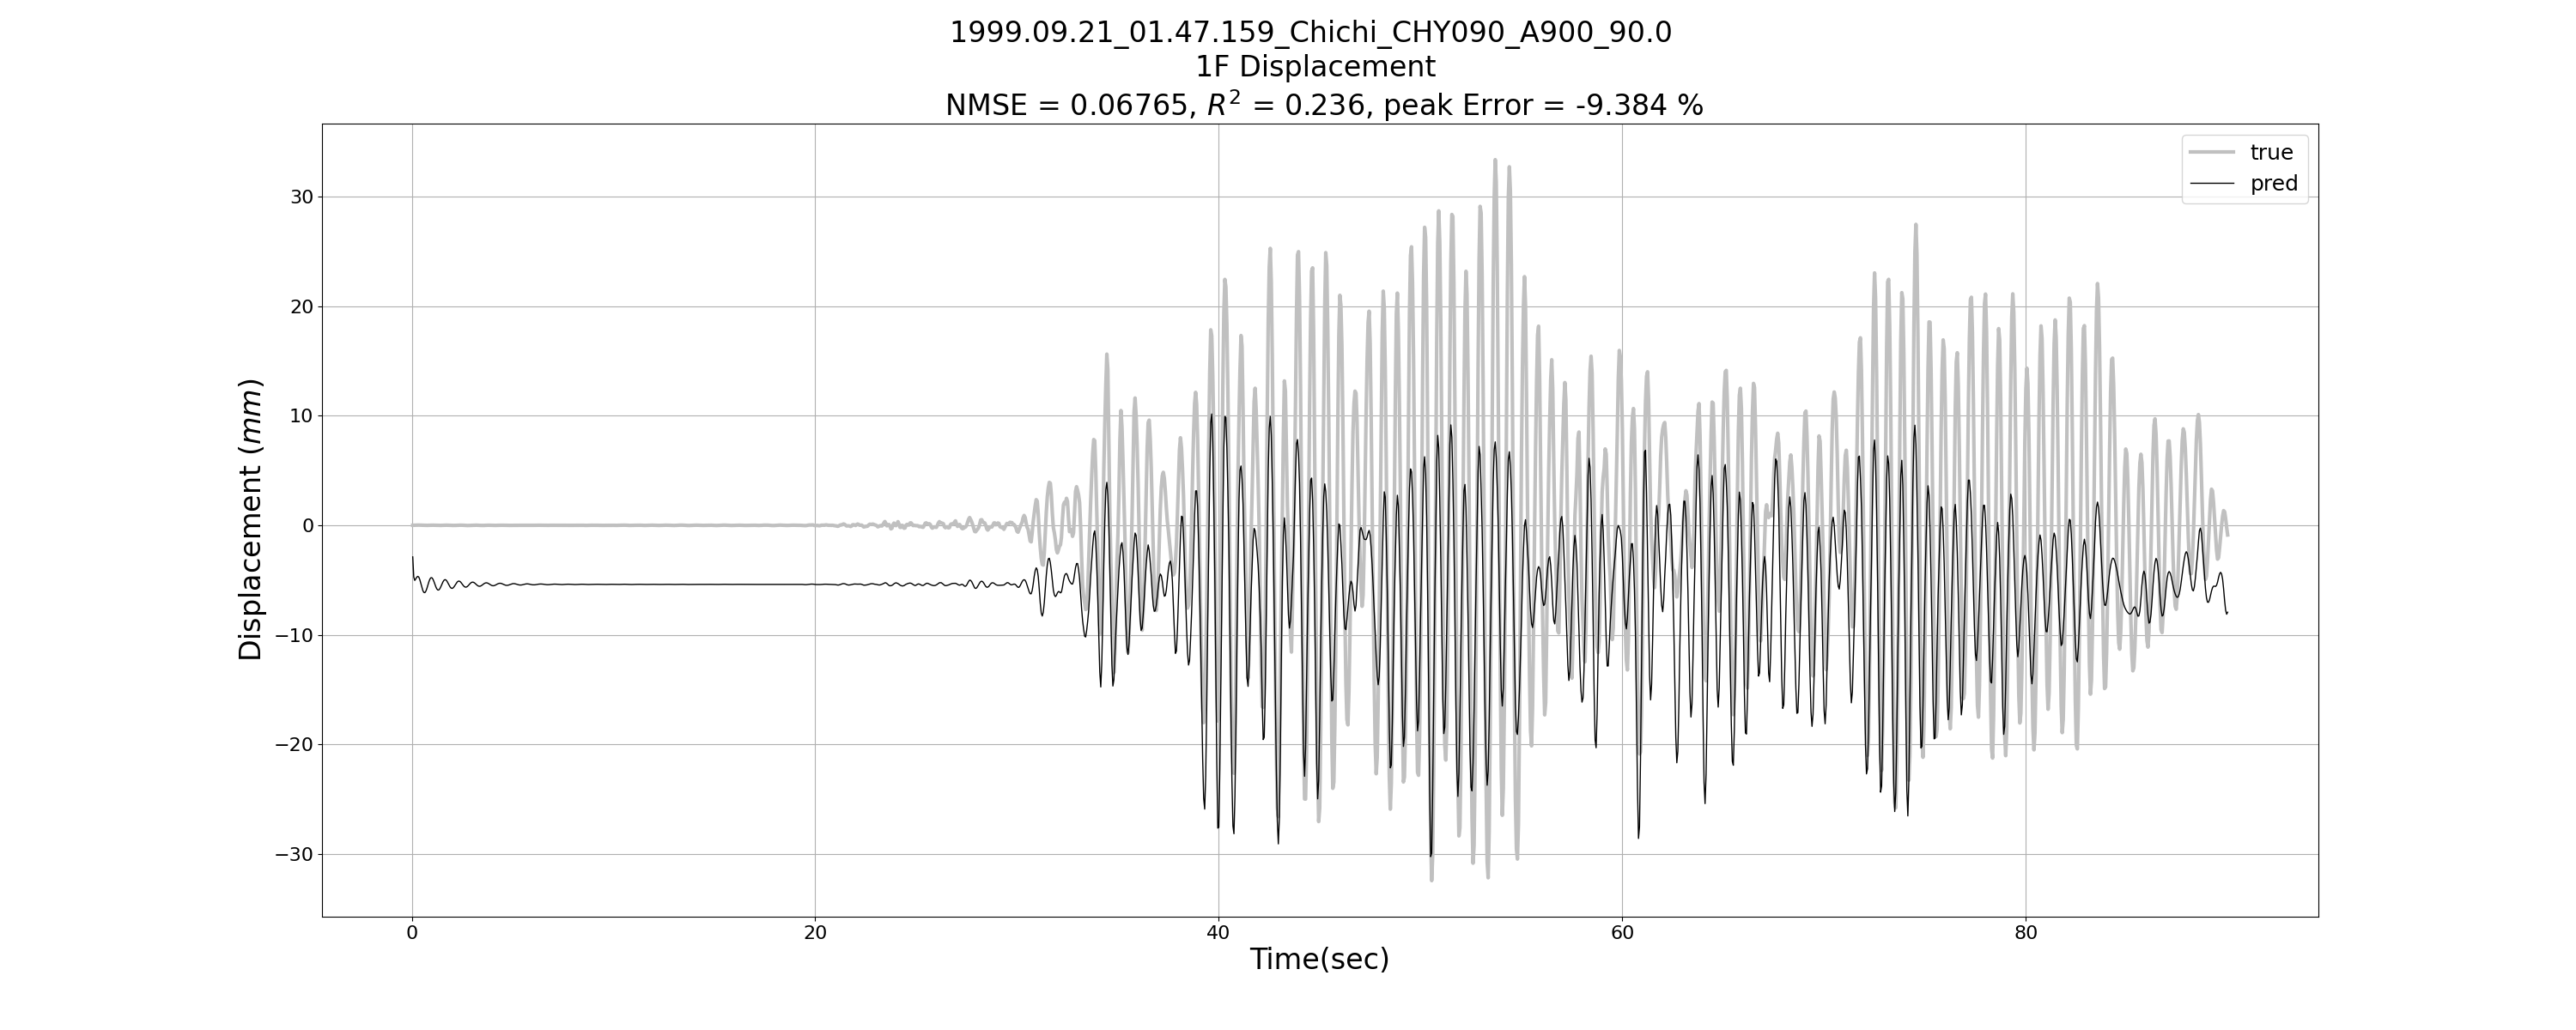 1999.09.21_01.47.159_Chichi_CHY090_A900_90.0
1F Displacement
NMSE = 0.06765, R² = 0.236, peak Error = -9.384 %
true
pred
Displacement (mm)
30
20
10
0
−10
−20
−30
0 20 40 60 80
Time(sec)